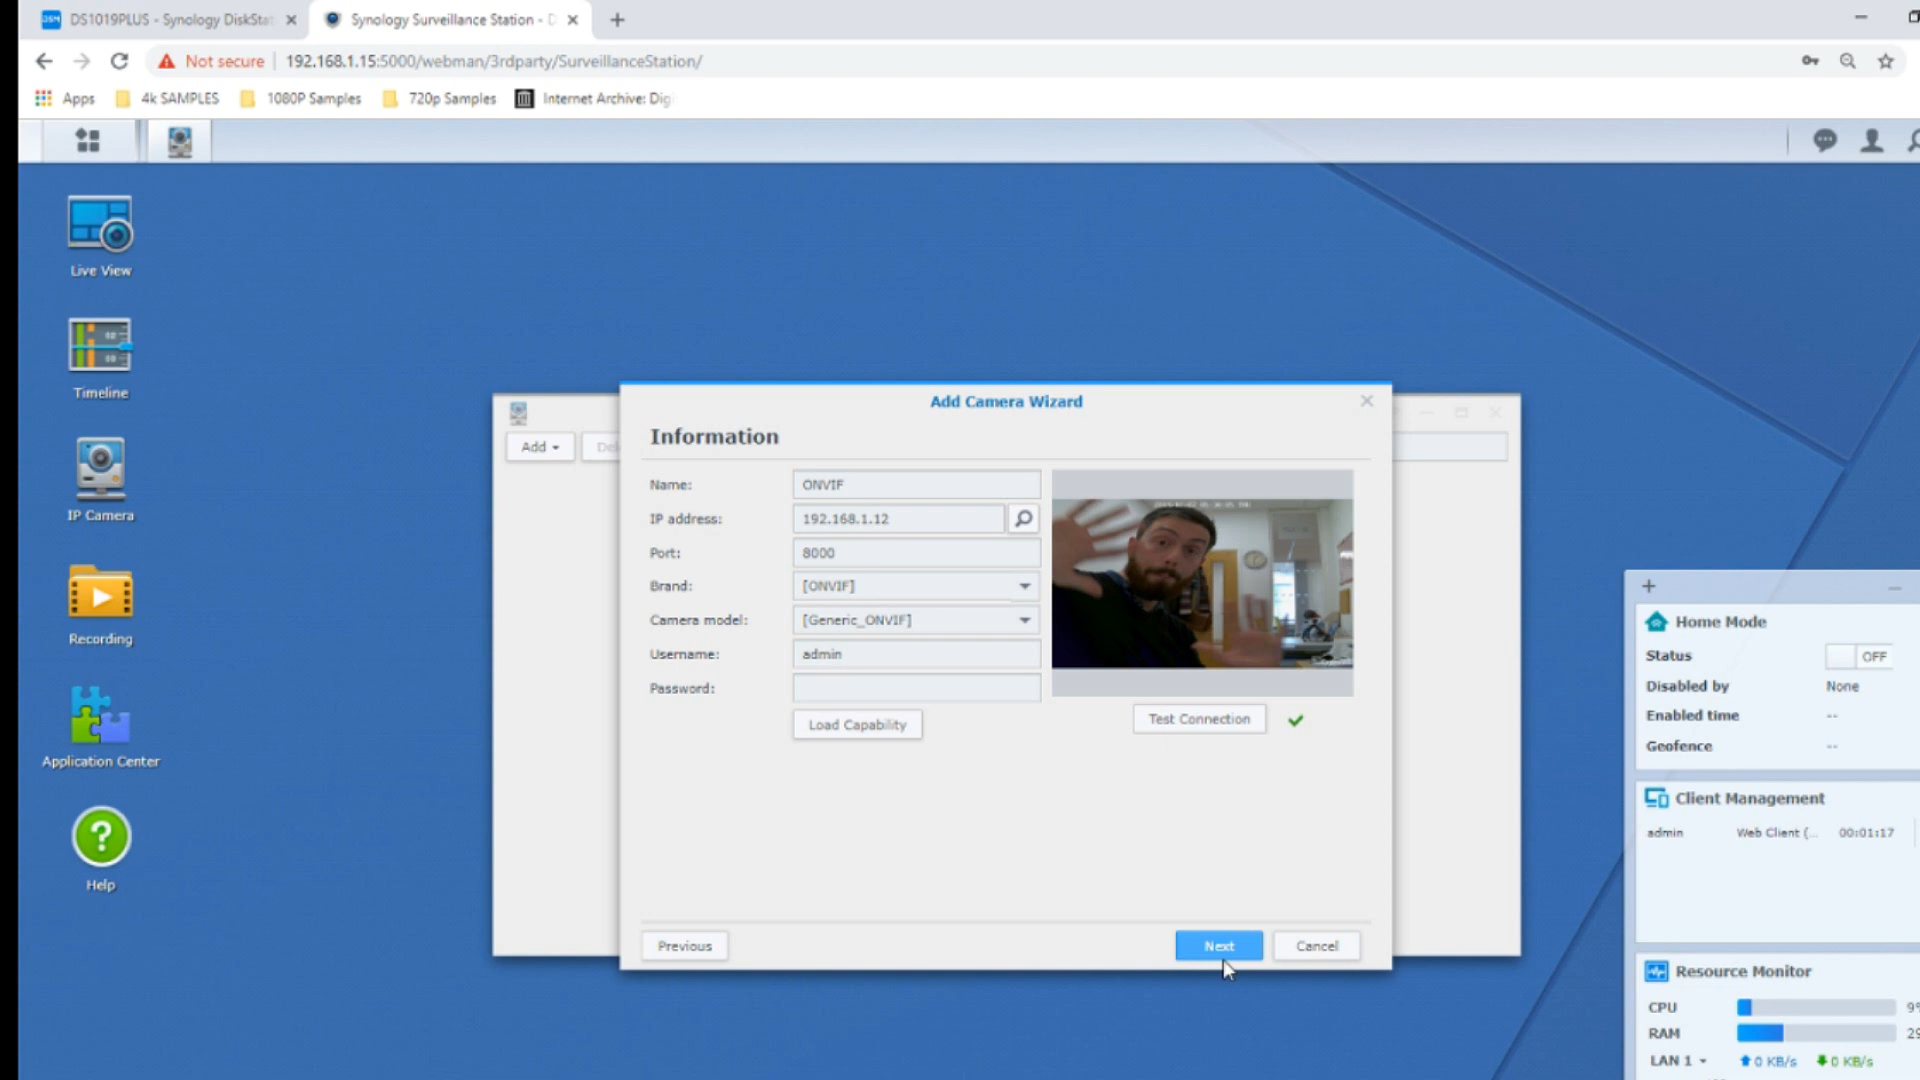 DS1019PLUS - Synology DiskStat
Synology Surveillance Station - D
Not secure
192.168.1.15:5000/webman/3rdparty/SurveillanceStation/
Apps
4k SAMPLES
1080P Samples
720p Samples
Internet Archive: Digi
Live View
Timeline
IP Camera
Recording
Application Center
Help
Add
Del
Add Camera Wizard
Information
Name: ONVIF
IP address: 192.168.1.12
Port: 8000
Brand: [ONVIF]
Camera model: [Generic_ONVIF]
Username: admin
Password:
Load Capability
Test Connection
Previous
Next
Cancel
Home Mode
Status OFF
Disabled by None
Enabled time --
Geofence --
Client Management
admin Web Client (... 00:01:17
Resource Monitor
CPU 9%
RAM 29
LAN 1 0 KB/s 0 KB/s